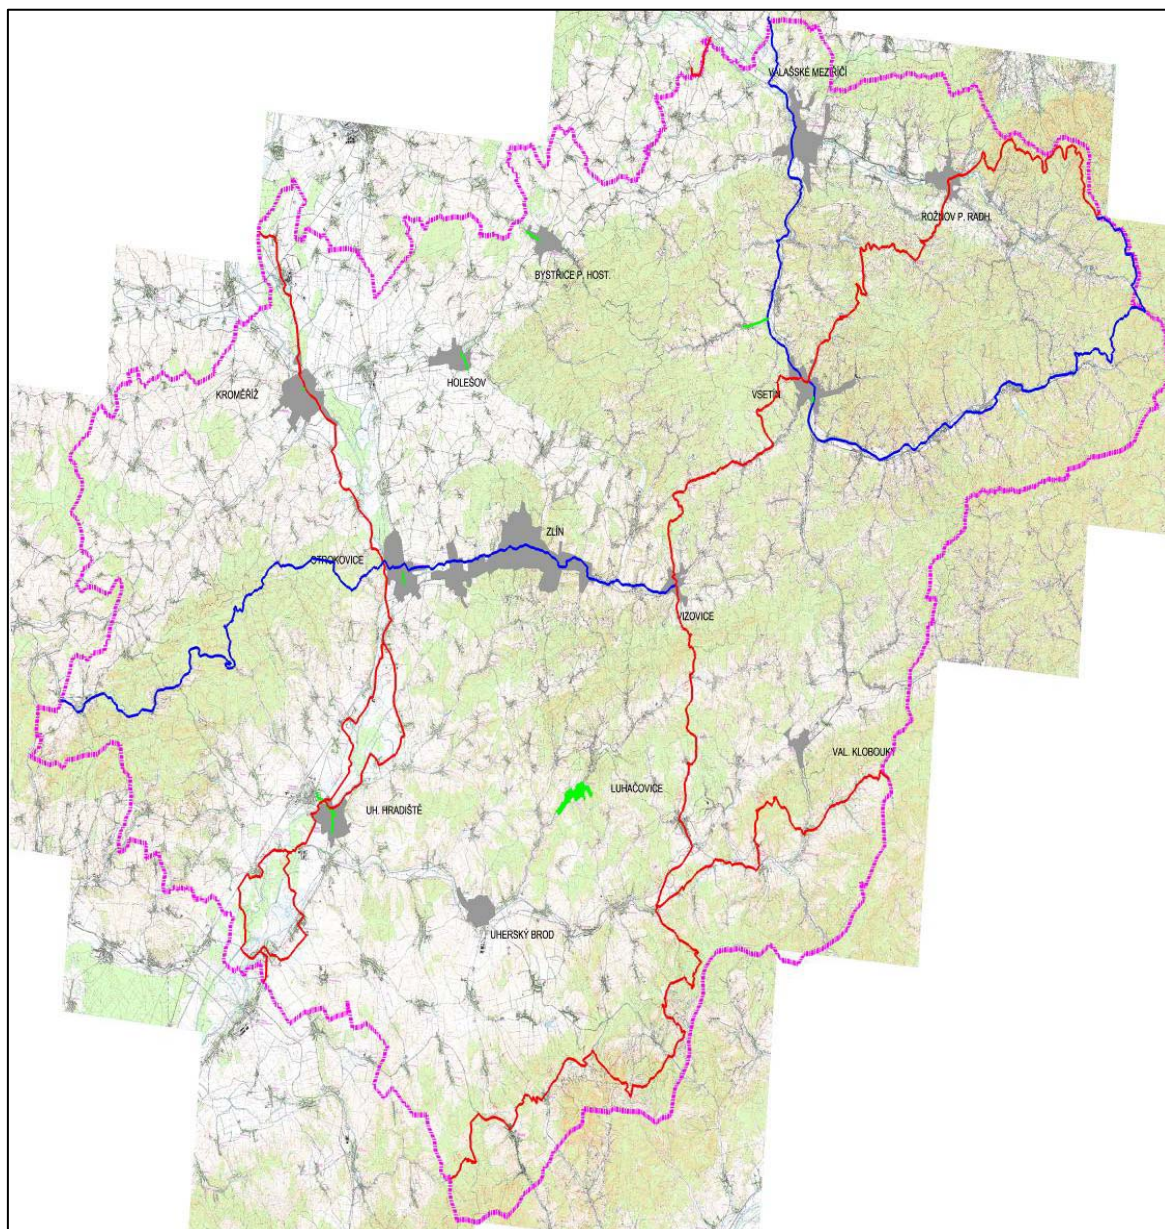 VALAŠSKÉ MEZIŘÍČÍ
ROŽNOV P. RADH.
BYSTŘICE P. HOST.
HOLEŠOV
KROMĚŘÍŽ
VSETÍN
ZLÍN
OTROKOVICE
VIZOVICE
VAL. KLOBOUKY
LUHAČOVICE
UH. HRADIŠTĚ
UHERSKÝ BROD